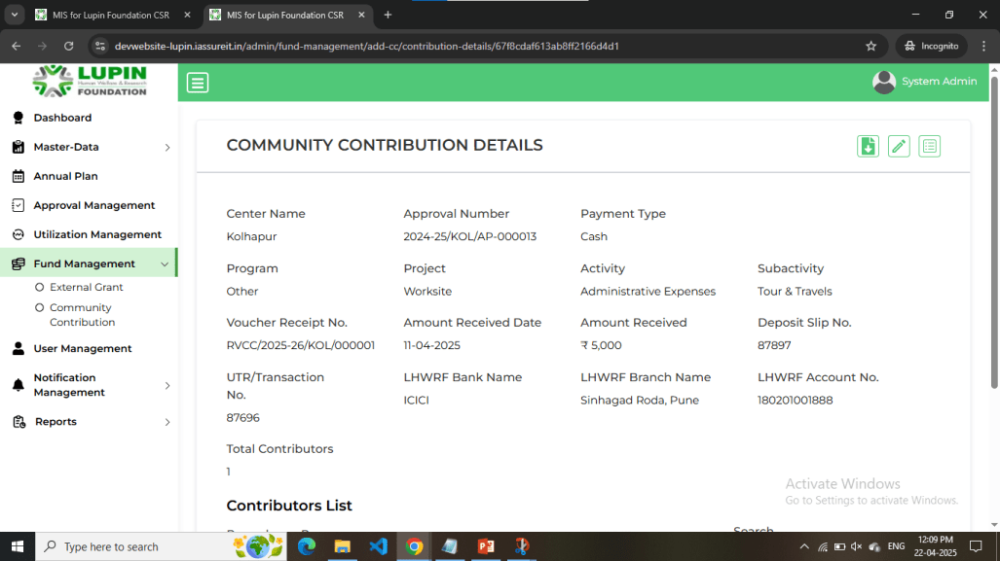 MIS for Lupin Foundation CSR
MIS for Lupin Foundation CSR
devwebsite-lupin.iassureit.in/admin/fund-management/add-cc/contribution-details/67f8cdaf613ab8ff2166d4d1
Incognito
LUPIN
Human Welfare & Research
FOUNDATION
System Admin
Dashboard
Master-Data
Annual Plan
Approval Management
Utilization Management
Fund Management
External Grant
Community
Contribution
User Management
Notification
Management
Reports
COMMUNITY CONTRIBUTION DETAILS
Center Name
Approval Number
Payment Type
Kolhapur
2024-25/KOL/AP-000013
Cash
Program
Project
Activity
Subactivity
Other
Worksite
Administrative Expenses
Tour & Travels
Voucher Receipt No.
Amount Received Date
Amount Received
Deposit Slip No.
RVCC/2025-26/KOL/000001
11-04-2025
₹ 5,000
87897
UTR/Transaction
No.
LHWRF Bank Name
LHWRF Branch Name
LHWRF Account No.
87696
ICICI
Sinhagad Roda, Pune
180201001888
Total Contributors
1
Contributors List
Search
Activate Windows
Go to Settings to activate Windows.
Type here to search
ENG
12:09 PM
22-04-2025